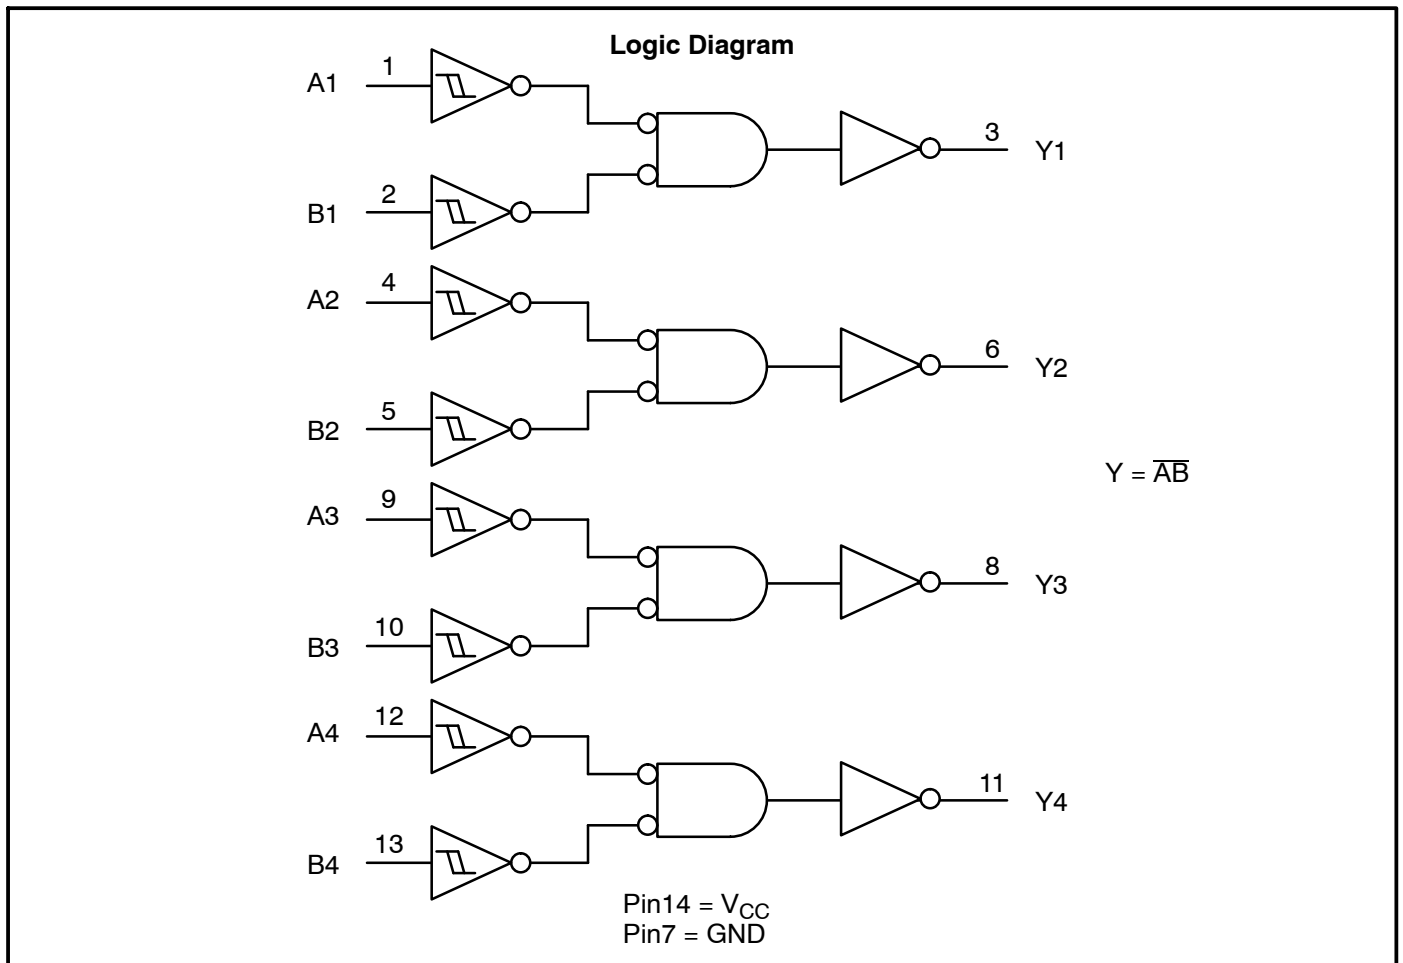 Logic Diagram
A1 1
3 Y1
B1 2
A2 4
6 Y2
B2 5
Y = A̅B̅
A3 9
8 Y3
B3 10
A4 12
11 Y4
B4 13
Pin14 = VCC
Pin7 = GND